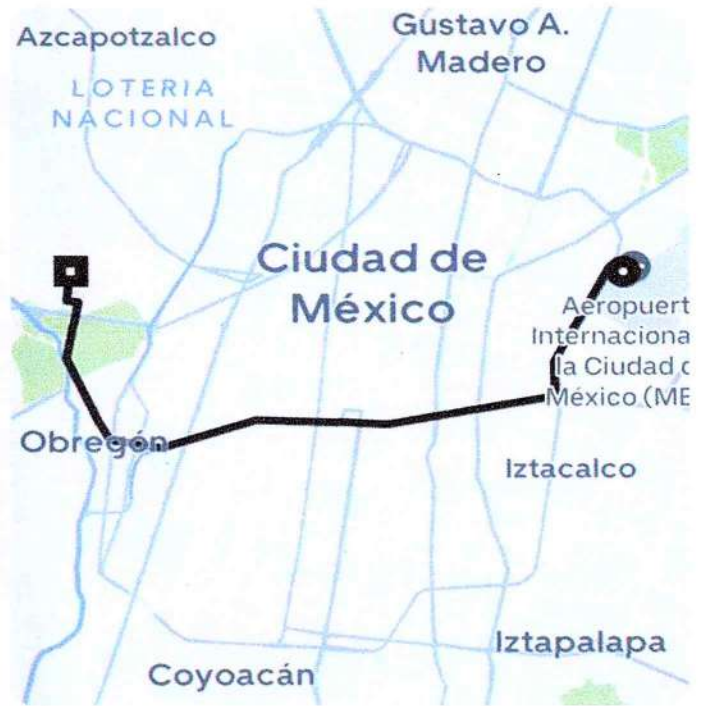 Azcapotzalco
Gustavo A.
Madero
LOTERIA
NACIONAL
Ciudad de
México
Aeropuert
Internaciona
la Ciudad d
México (ME
Obregón
Iztacalco
Iztapalapa
Coyoacán